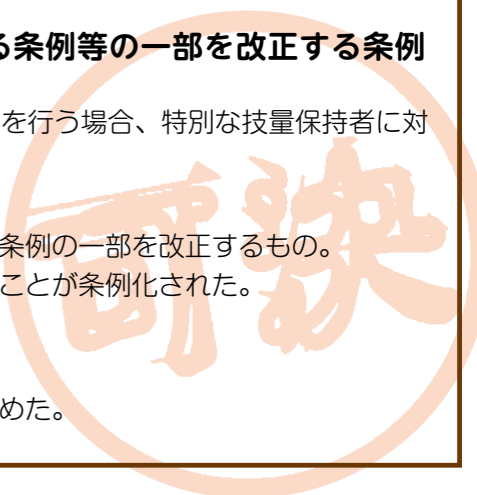 る条例等の一部を改正する条例
を行う場合、特別な技量保持者に対
条例の一部を改正するもの。
ことが条例化された。
めた。
可決